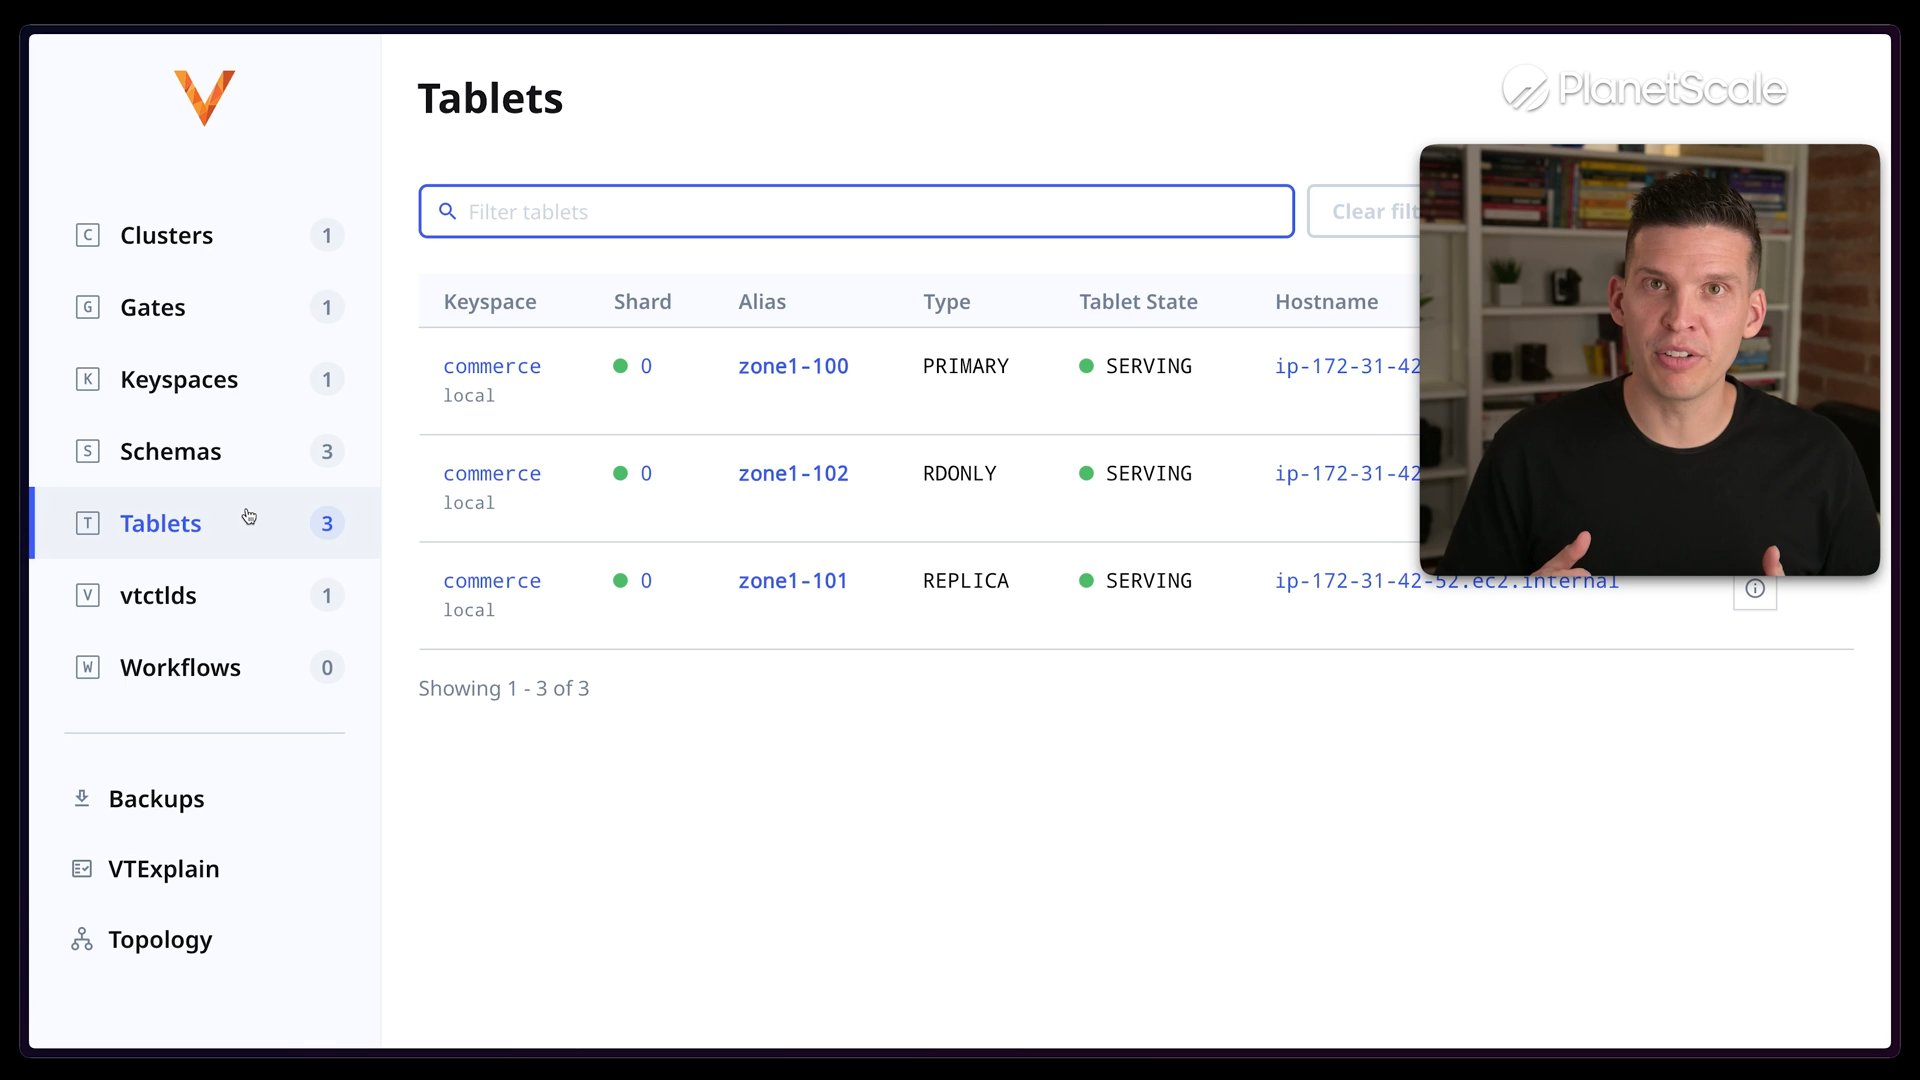 Tablets
PlanetScale
Filter tablets
Clear filt
C Clusters 1
G Gates 1
K Keyspaces 1
S Schemas 3
T Tablets 3
V vtctlds 1
W Workflows 0
Backups
VTExplain
Topology
Keyspace Shard Alias Type Tablet State Hostname
commerce 0 zone1-100 PRIMARY SERVING ip-172-31-42
local
commerce 0 zone1-102 RDONLY SERVING ip-172-31-42
local
commerce 0 zone1-101 REPLICA SERVING ip-172-31-42-52.ec2.internal
local
Showing 1 - 3 of 3